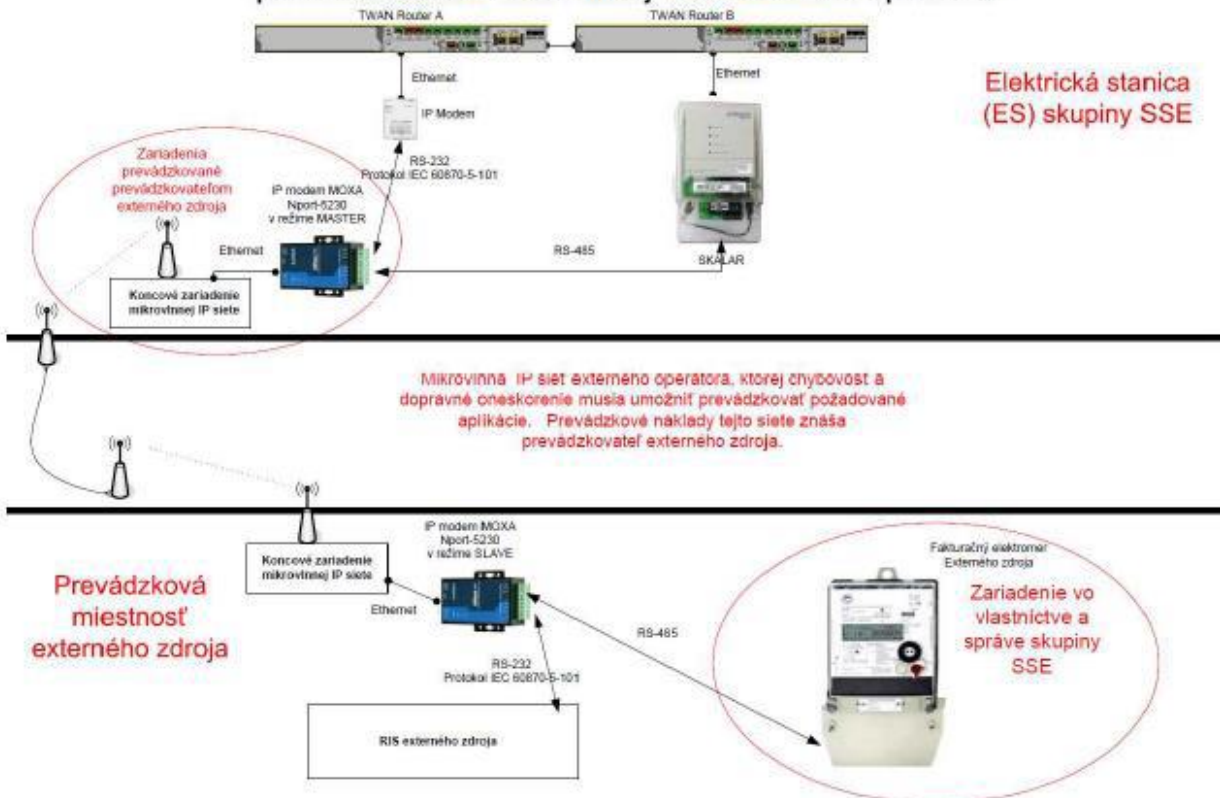 TWAN Router A
TWAN Router B
Ethernet
Ethernet
IP Modem
Elektrická stanica
(ES) skupiny SSE
Zariadenia
prevádzkované
prevádzkovateľom
externého zdroja
RS-232
Protokol IEC 60870-5-101
IP modem MOXA
Nport-5230
v režime MASTER
Ethernet
RS-485
SKALAR
Koncové zariadenie
mikrovlnnej IP siete
Mikrovlnná IP sieť externého operátora, ktorej chybovosť a
dopravné oneskorenie musia umožniť prevádzkovať požadované
aplikácie. Prevádzkové náklady tejto siete znáša
prevádzkovateľ externého zdroja.
IP modem MOXA
Nport-5230
v režime SLAVE
Koncové zariadenie
mikrovlnnej IP siete
Ethernet
Prevádzková
miestnosť
externého zdroja
RS-485
RS-232
Protokol IEC 60870-5-101
RIS externého zdroja
Fakturačný elektromer
Externého zdroja
Zariadenie vo
vlastníctve a
správe skupiny
SSE